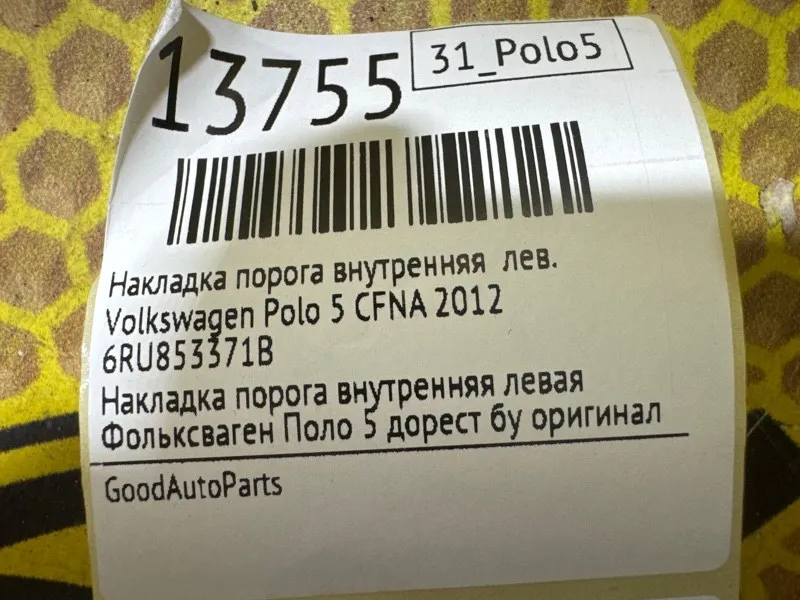 13755
31_Polo5
Накладка порога внутренняя лев.
Volkswagen Polo 5 CFNA 2012
6RU853371B
Накладка порога внутренняя левая
Фольксваген Поло 5 дорест бу оригинал
GoodAutoParts